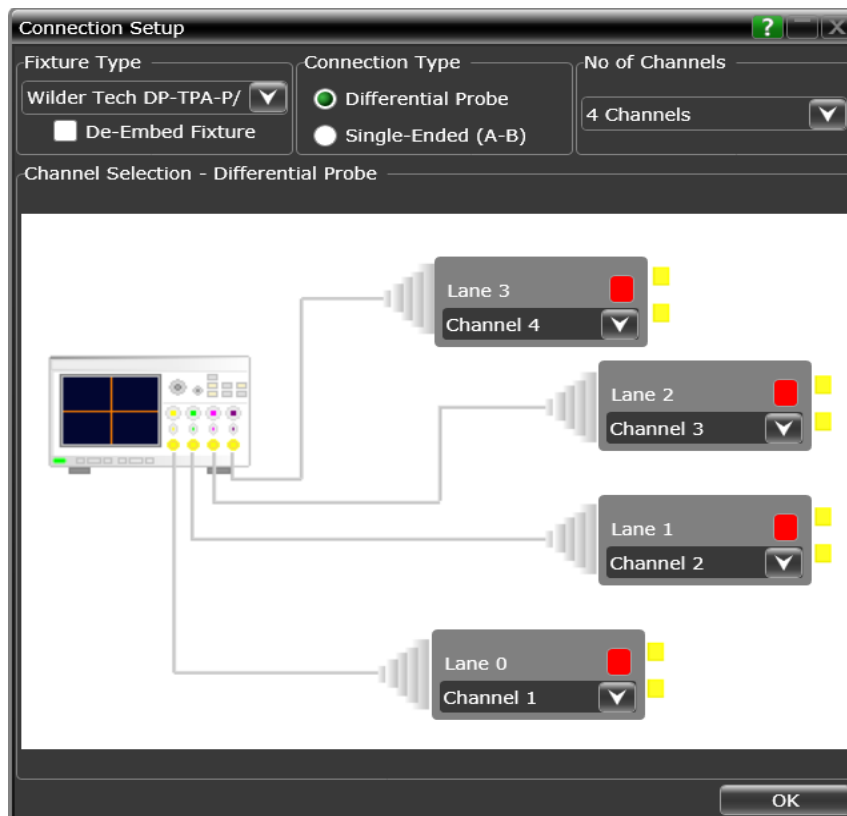 Connection Setup
?
X
Fixture Type
Wilder Tech DP-TPA-P/
De-Embed Fixture
Connection Type
Differential Probe
Single-Ended (A-B)
No of Channels
4 Channels
Channel Selection - Differential Probe
Lane 3
Channel 4
Lane 2
Channel 3
Lane 1
Channel 2
Lane 0
Channel 1
OK